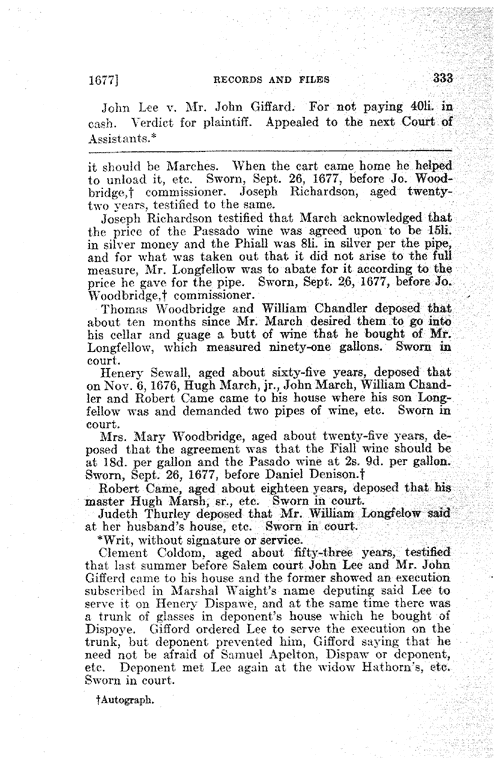 1677] RECORDS AND FILES 333
John Lee v. Mr. John Giffard. For not paying 40li. in
cash. Verdict for plaintiff. Appealed to the next Court of
Assistants.*
it should be Marches. When the cart came home he helped
to unload it, etc. Sworn, Sept. 26, 1677, before Jo. Wood-
bridge,† commissioner. Joseph Richardson, aged twenty-
two years, testified to the same.
Joseph Richardson testified that March acknowledged that
the price of the Passado wine was agreed upon to be 15li.
in silver money and the Phiall was 8li. in silver per the pipe,
and for what was taken out that it did not arise to the full
measure, Mr. Longfellow was to abate for it according to the
price he gave for the pipe. Sworn, Sept. 26, 1677, before Jo.
Woodbridge,† commissioner.
Thomas Woodbridge and William Chandler deposed that
about ten months since Mr. March desired them to go into
his cellar and guage a butt of wine that he bought of Mr.
Longfellow, which measured ninety-one gallons. Sworn in
court.
Henery Sewall, aged about sixty-five years, deposed that
on Nov. 6, 1676, Hugh March, jr., John March, William Chand-
ler and Robert Came came to his house where his son Long-
fellow was and demanded two pipes of wine, etc. Sworn in
court.
Mrs. Mary Woodbridge, aged about twenty-five years, de-
posed that the agreement was that the Fiall wine should be
at 18d. per gallon and the Pasado wine at 2s. 9d. per gallon.
Sworn, Sept. 26, 1677, before Daniel Denison.†
Robert Came, aged about eighteen years, deposed that his
master Hugh Marsh, sr., etc. Sworn in court.
Judeth Thurley deposed that Mr. William Longfelow said
at her husband's house, etc. Sworn in court.
*Writ, without signature or service.
Clement Coldom, aged about fifty-three years, testified
that last summer before Salem court John Lee and Mr. John
Gifferd came to his house and the former showed an execution
subscribed in Marshal Waight's name deputing said Lee to
serve it on Henery Dispawe, and at the same time there was
a trunk of glasses in deponent's house which he bought of
Dispoye. Gifford ordered Lee to serve the execution on the
trunk, but deponent prevented him, Gifford saying that he
need not be afraid of Samuel Apelton, Dispaw or deponent,
etc. Deponent met Lee again at the widow Hathorn's, etc.
Sworn in court.
†Autograph.